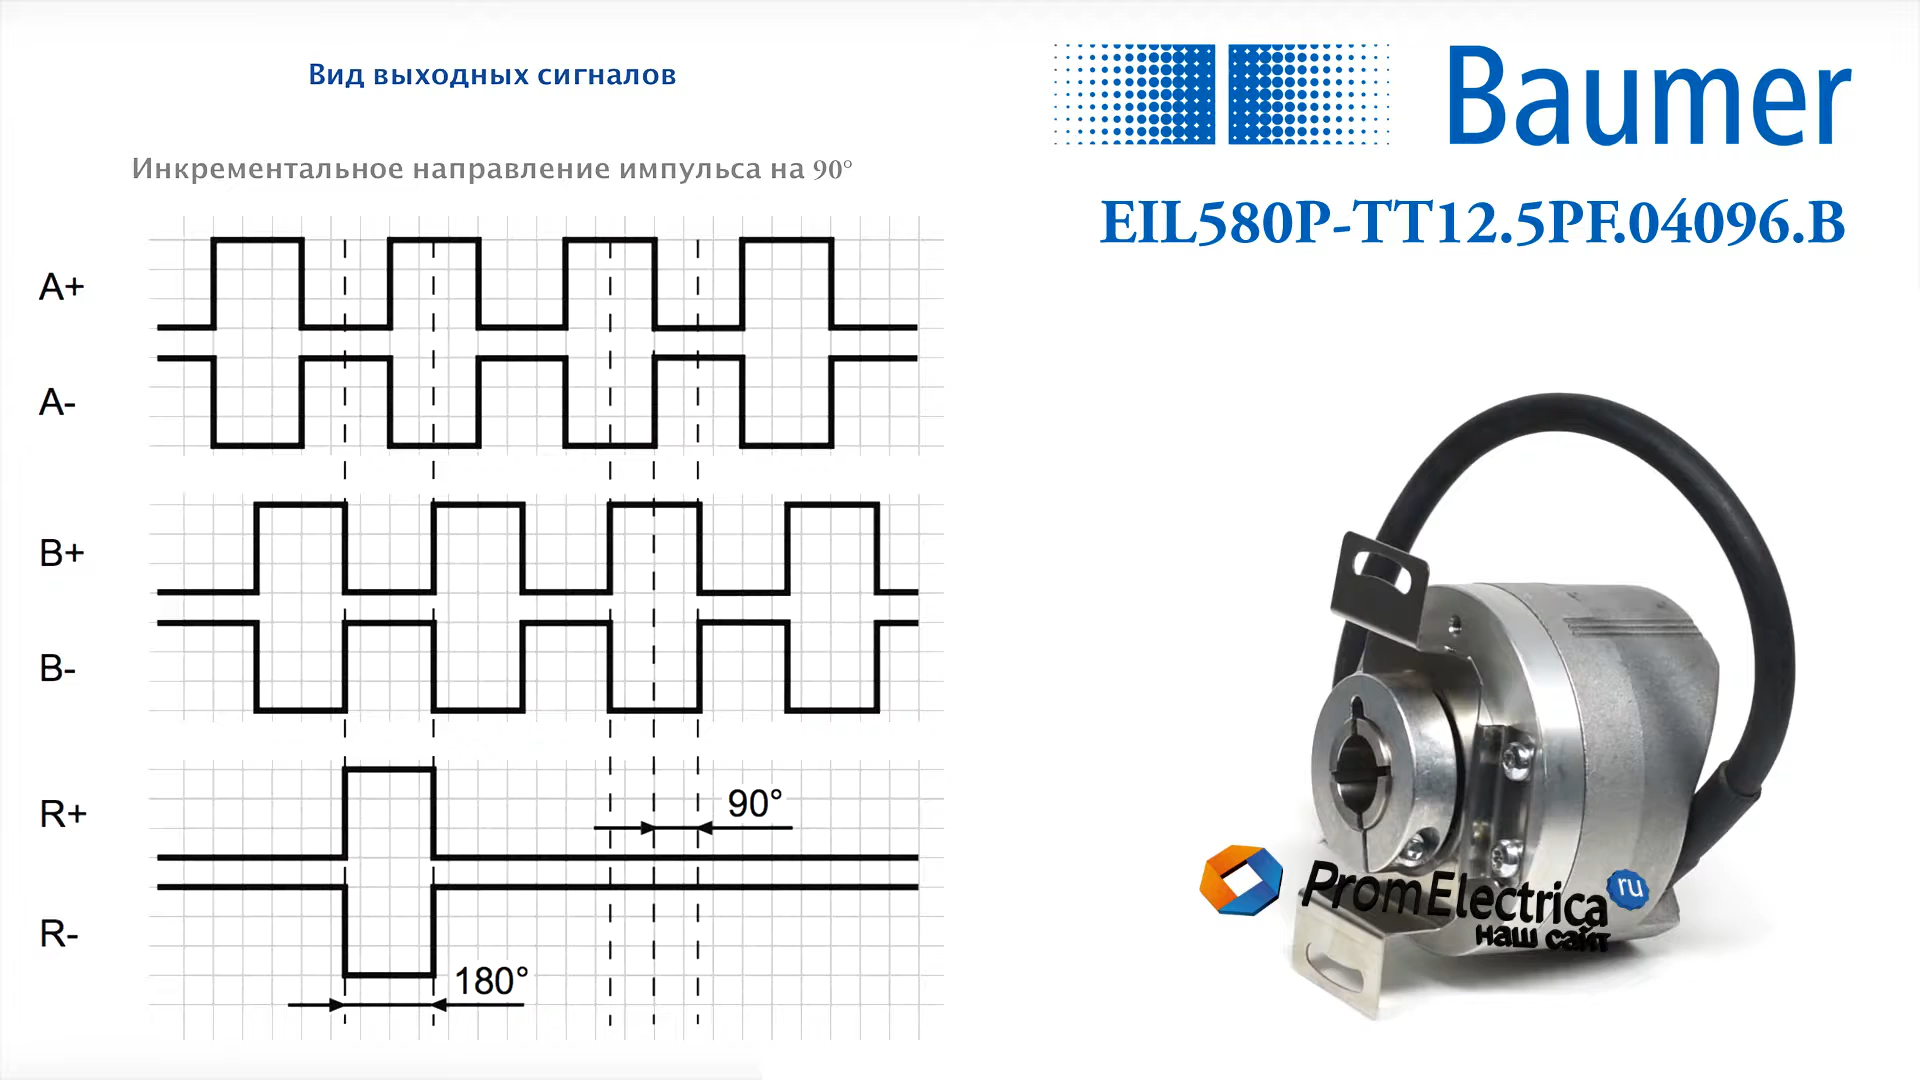 Вид выходных сигналов
Инкрементальное направление импульса на 90°
A+
A-
B+
B-
R+
90°
R-
180°
Baumer
EIL580P-TT12.5PF.04096.B
PromElectrica ru
наш сайт